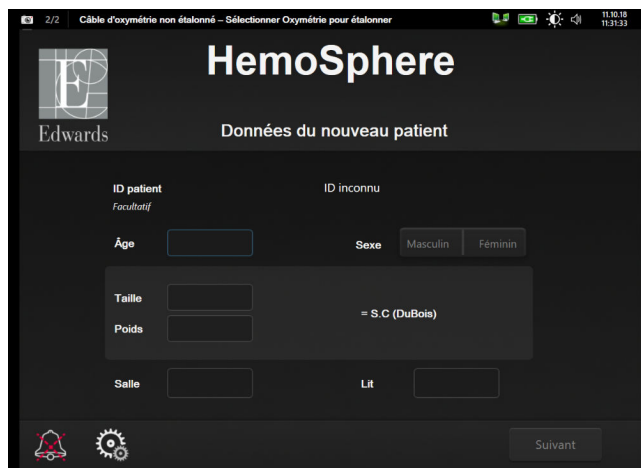 2/2 Câble d'oxymétrie non étalonné – Sélectionner Oxymétrie pour étalonner 11.10.18
11:31:33
HemoSphere
E
Edwards
Données du nouveau patient
ID patient ID inconnu
Facultatif
Âge Sexe Masculin Féminin
Taille
= S.C (DuBois)
Poids
Salle Lit
Suivant